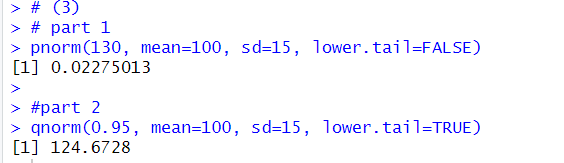 > # (3)
> # part 1
> pnorm(130, mean=100, sd=15, lower.tail=FALSE)
[1] 0.02275013
>
> #part 2
> qnorm(0.95, mean=100, sd=15, lower.tail=TRUE)
[1] 124.6728